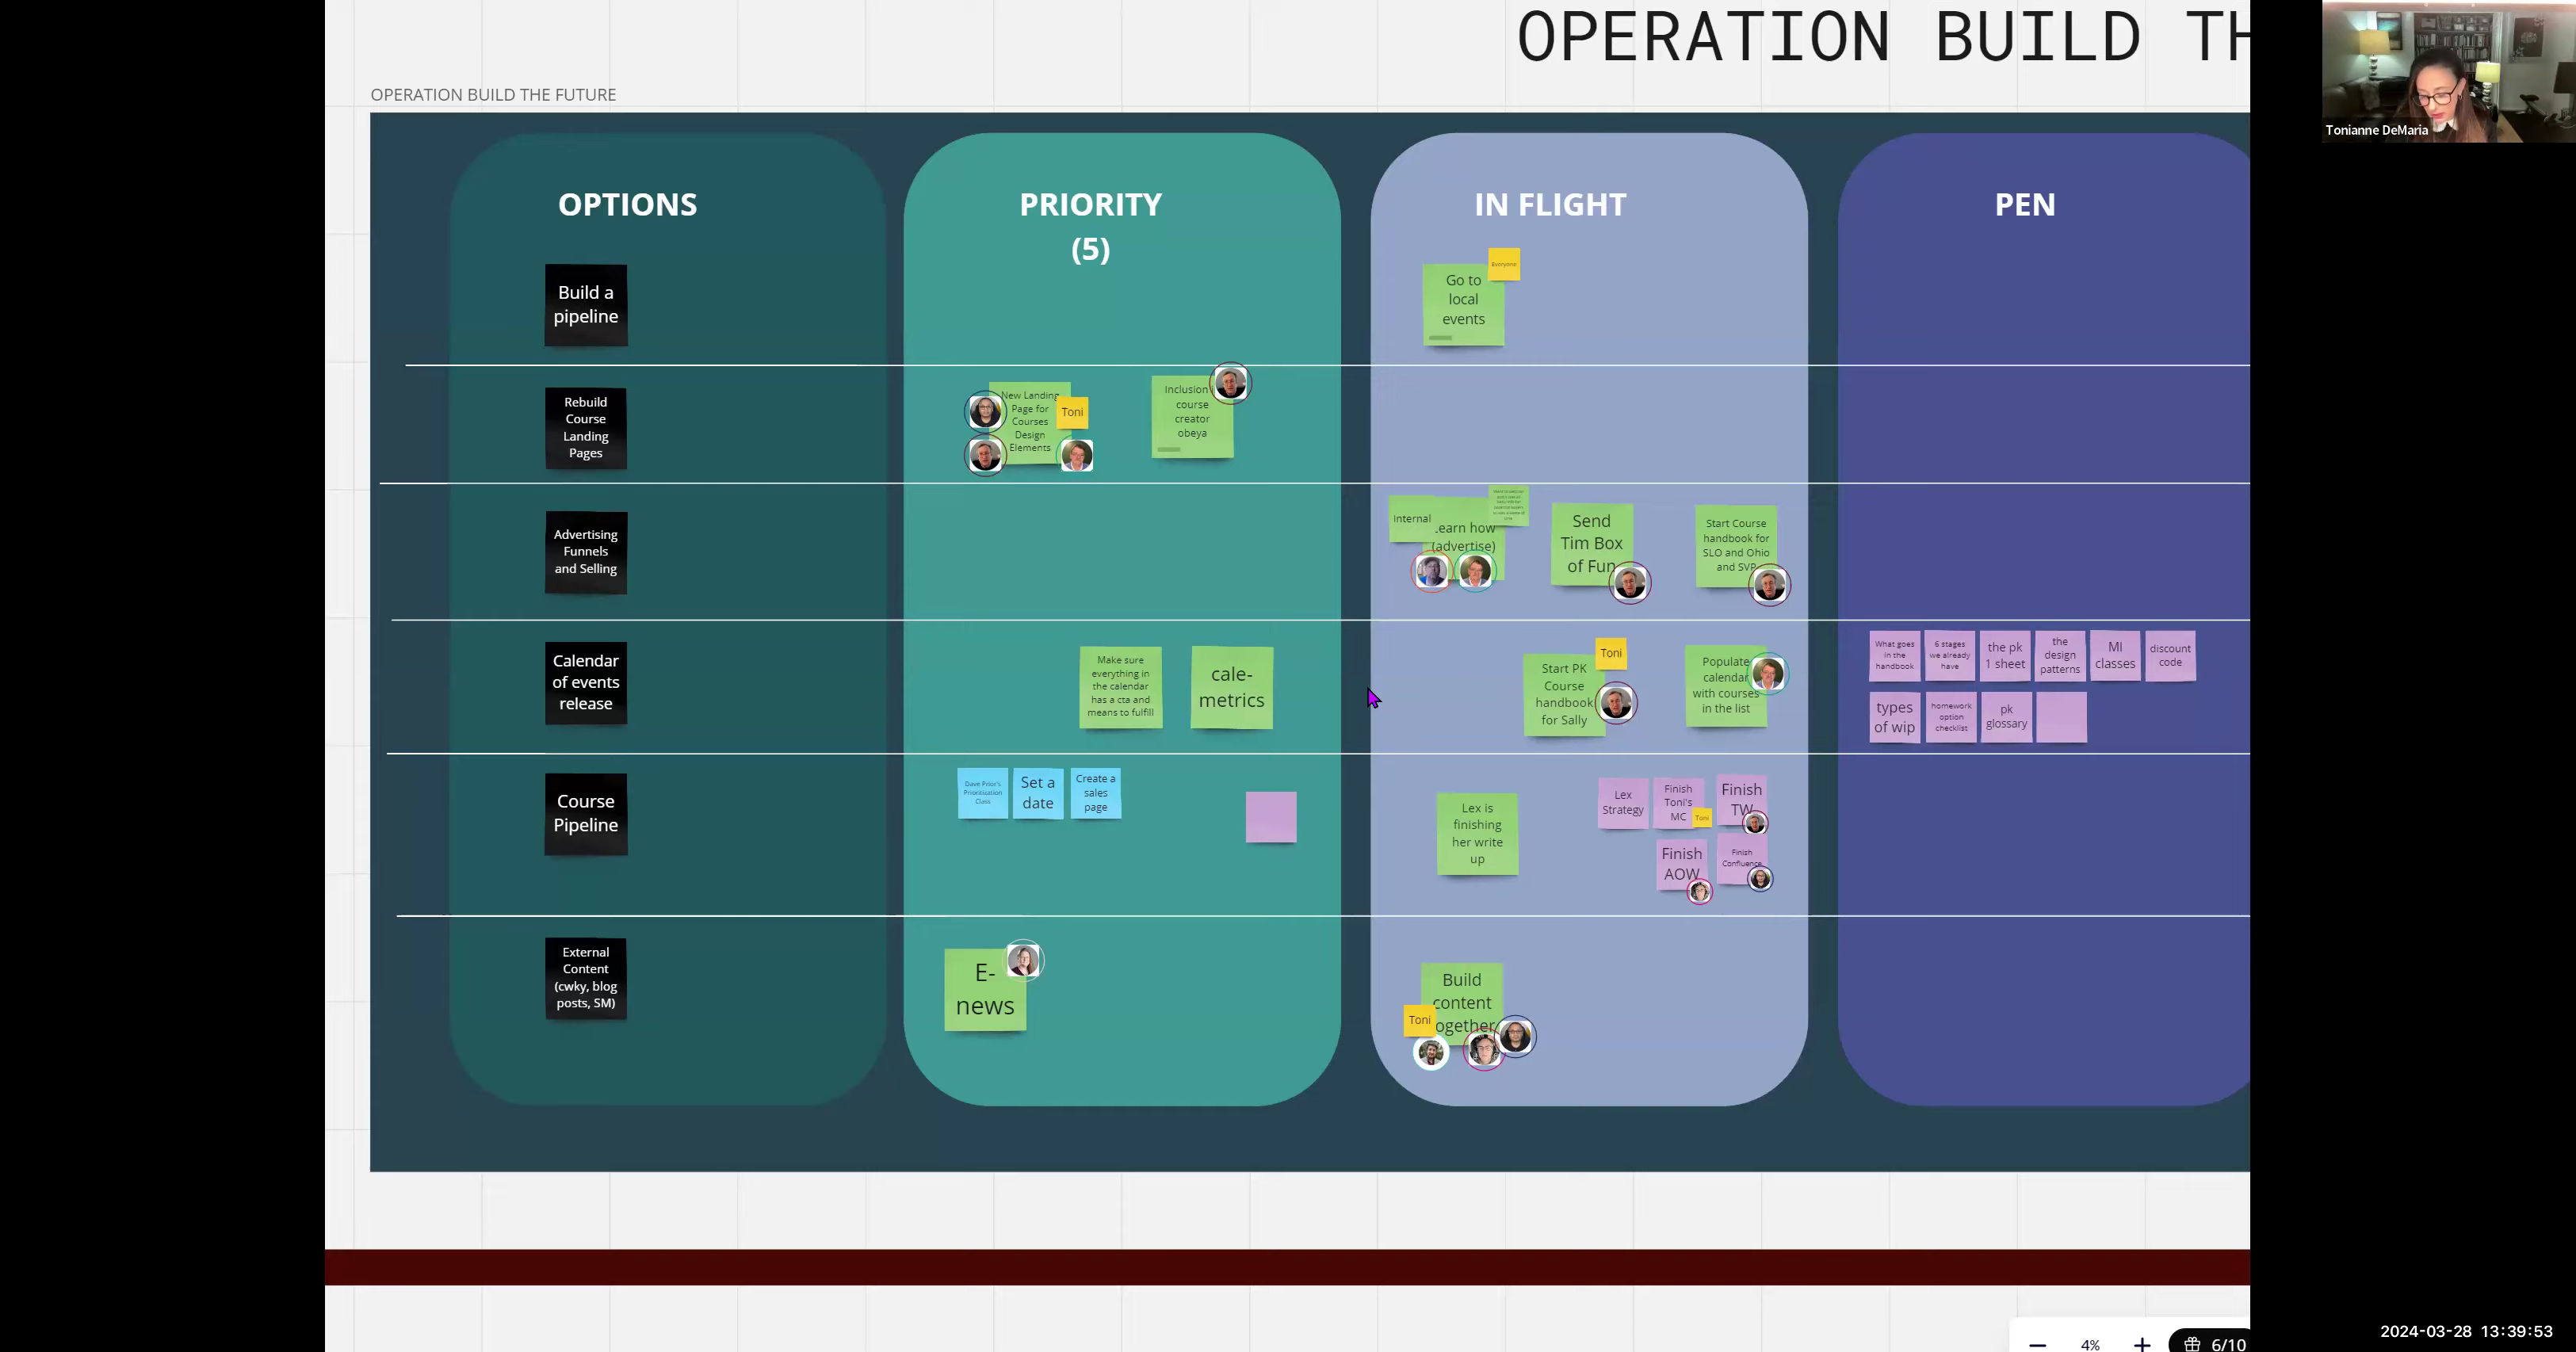 OPERATION BUILD TH
OPERATION BUILD THE FUTURE
Tonianne DeMaria
OPTIONS
PRIORITY
(5)
IN FLIGHT
PEN
Build a
pipeline
Everyone
Go to
local
events
Rebuild
Course
Landing
Pages
New Landing
Page for
Courses
Design
Elements
Toni
Inclusion
course
creator
obeya
Advertising
Funnels
and Selling
Internal
Learn how
(advertise)
Send
Tim Box
of Fun
Start Course
handbook for
SLO and Ohio
and SVP
Calendar
of events
release
Make sure
everything in
the calendar
has a cta and
means to fulfill
cale-
metrics
Start PK
Course
handbook
for Sally
Toni
Populate
calendar
with courses
in the list
What goes
in the
handbook
6 stages
we already
have
the pk
1 sheet
the
design
patterns
MI
classes
discount
code
types
of wip
homework
option
checklist
pk
glossary
Course
Pipeline
Dave Prior's
Prioritization
Class
Set a
date
Create a
sales
page
Lex is
finishing
her write
up
Lex
Strategy
Finish
Toni's
MC
Toni
Finish
TW
Finish
AOW
Finish
Confluence
External
Content
(cwky, blog
posts, SM)
E-
news
Build
content
together
Toni
4%
6/10
2024-03-28 13:39:53